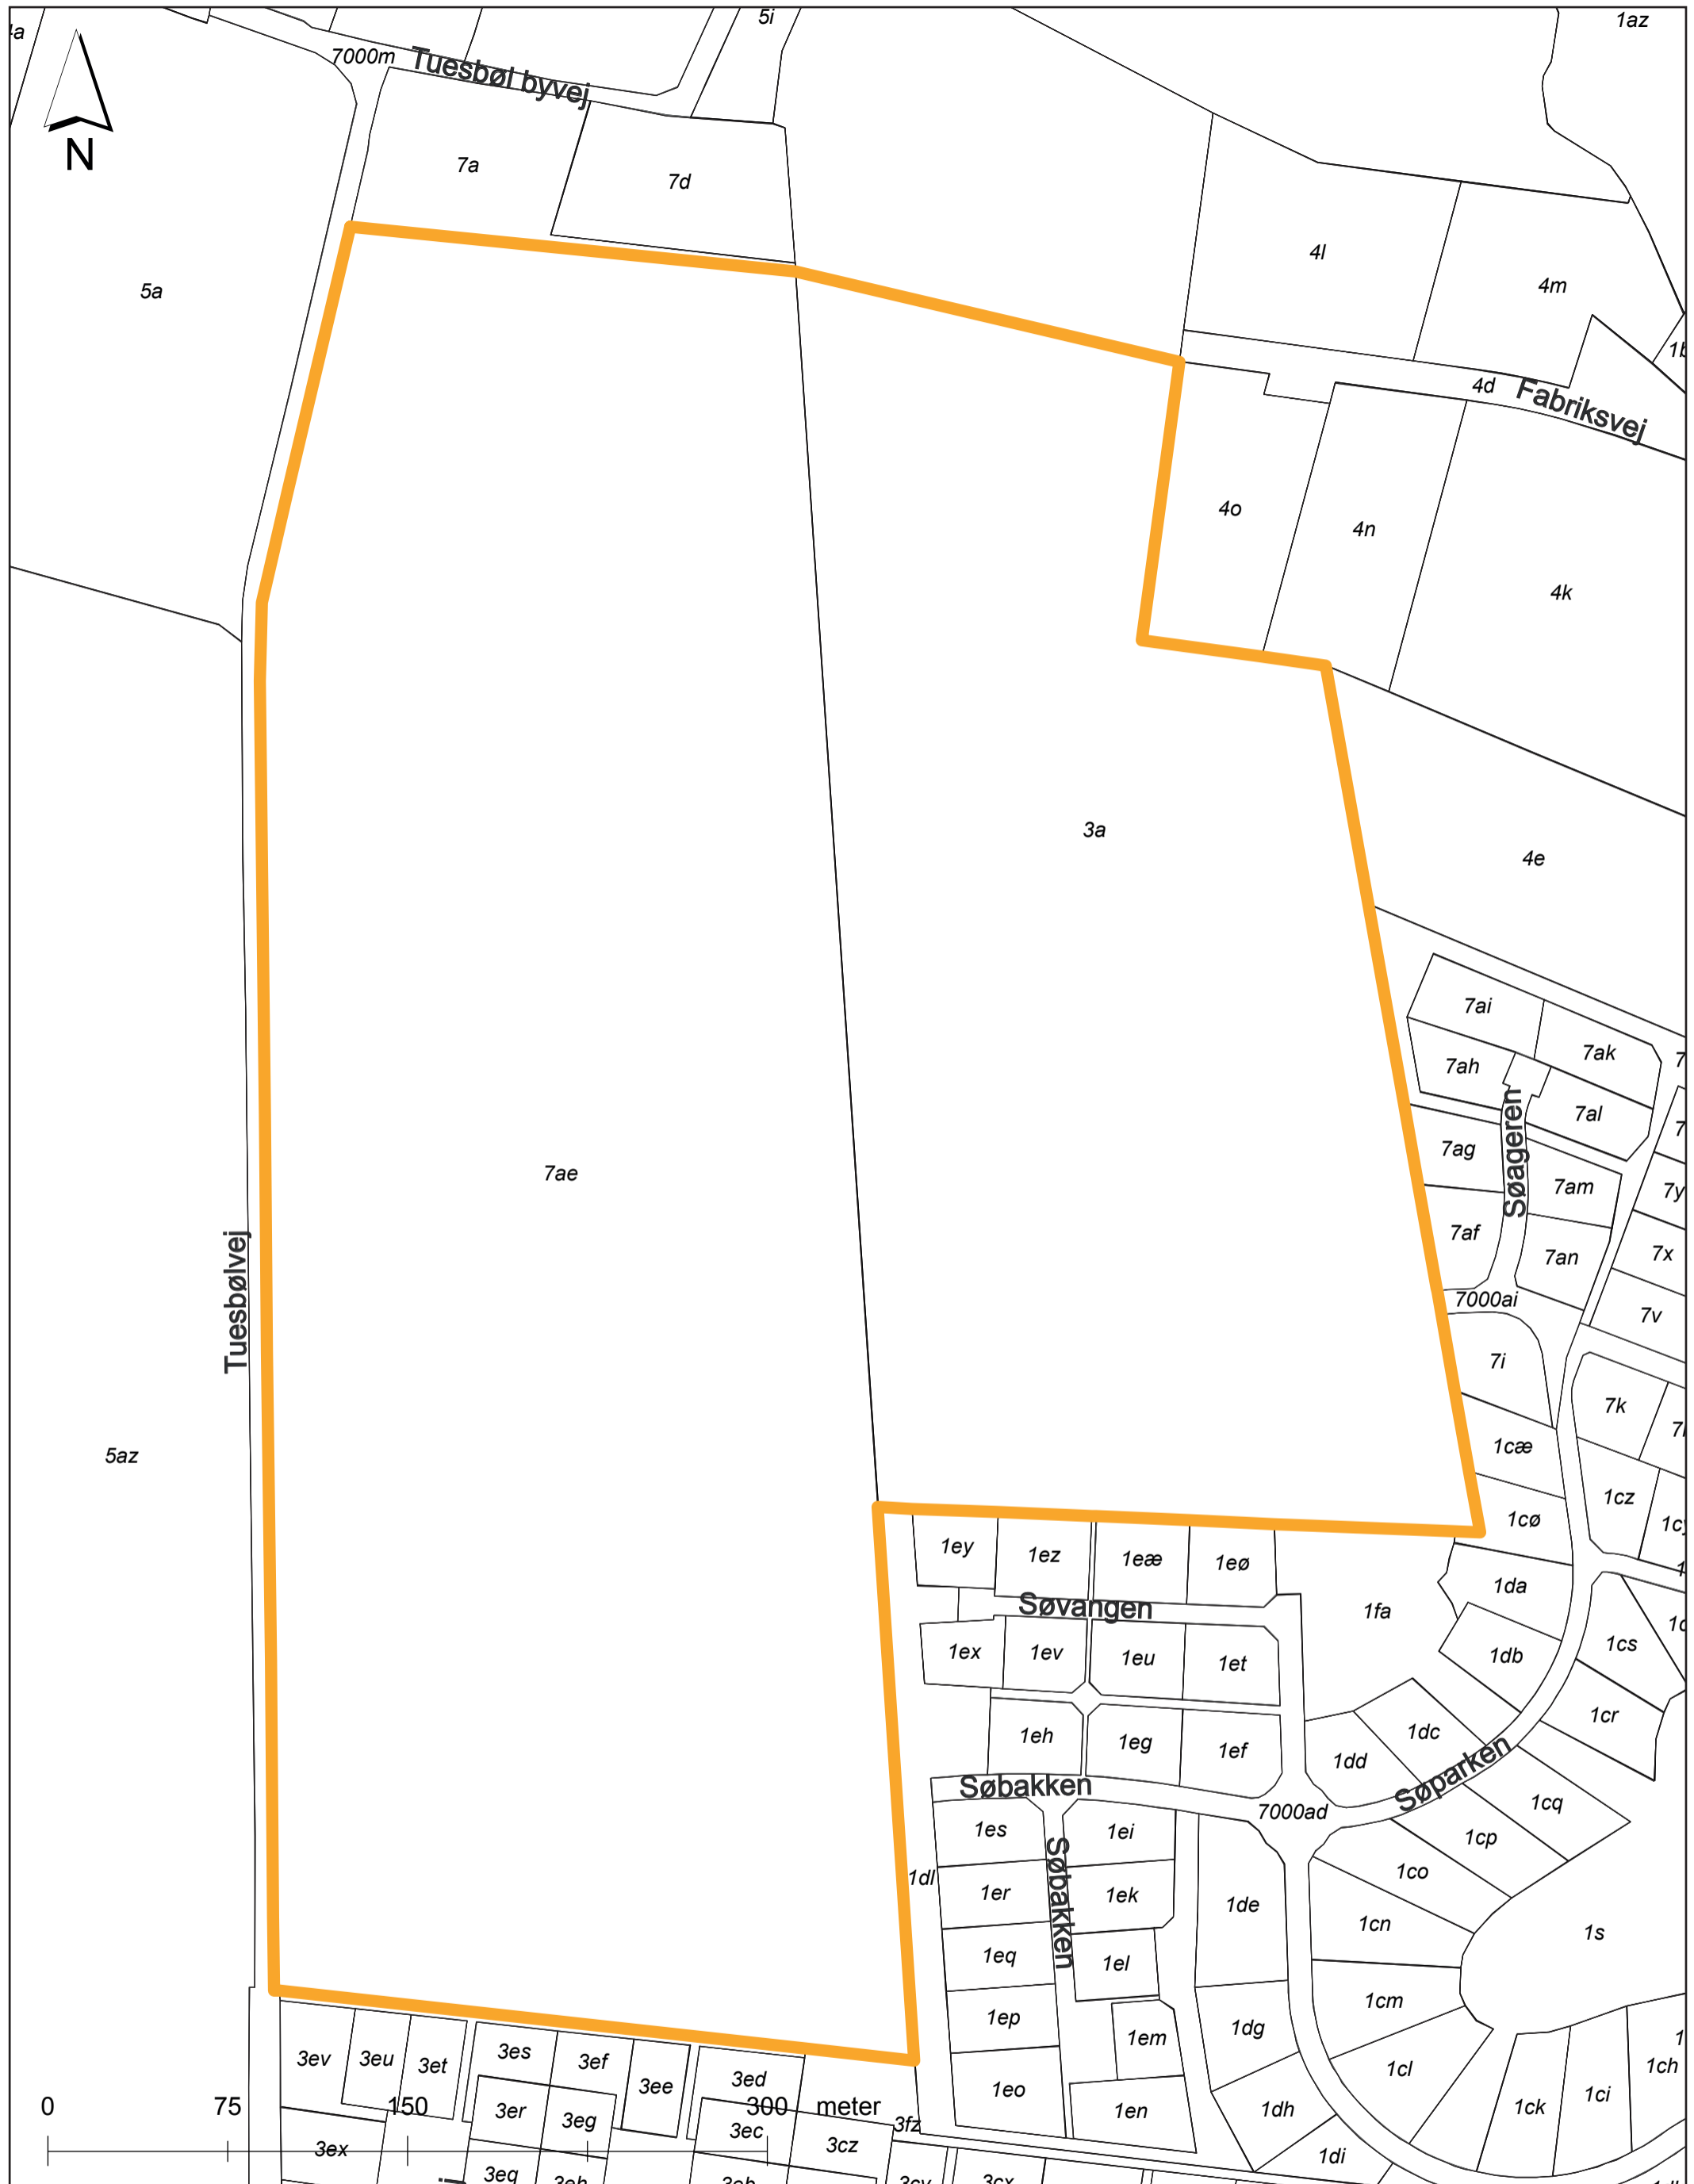 5i
1az
7000m
Tuesbøl byvej
N
7a
7d
5a
4l
4m
4d
Fabriksvej
4o
4n
4k
3a
4e
7ai
7ak
7ah
7al
7ag
Søageren
7am
7y
7ae
7af
7an
7x
7000ai
7v
Tuesbølvej
7i
7k
1cæ
5az
1cz
1cø
1ey
1ez
1eæ
1eø
1da
Søvangen
1fa
1ex
1ev
1eu
1et
1db
1cs
1cr
1eh
1eg
1ef
1dc
1dd
Søparken
Søbakken
7000ad
1cq
1es
1ei
1cp
1dl
Søbakken
1co
1er
1ek
1de
1cn
1s
1eq
1el
1cm
1ep
1em
1dg
3ev
3eu
3et
3es
3ef
3ee
3ed
1cl
1ch
1eo
1ck
1ci
0
75
150
300
meter
3er
3eg
3ec
3fz
1en
1dh
3ex
3cz
1di
3eq
3cx